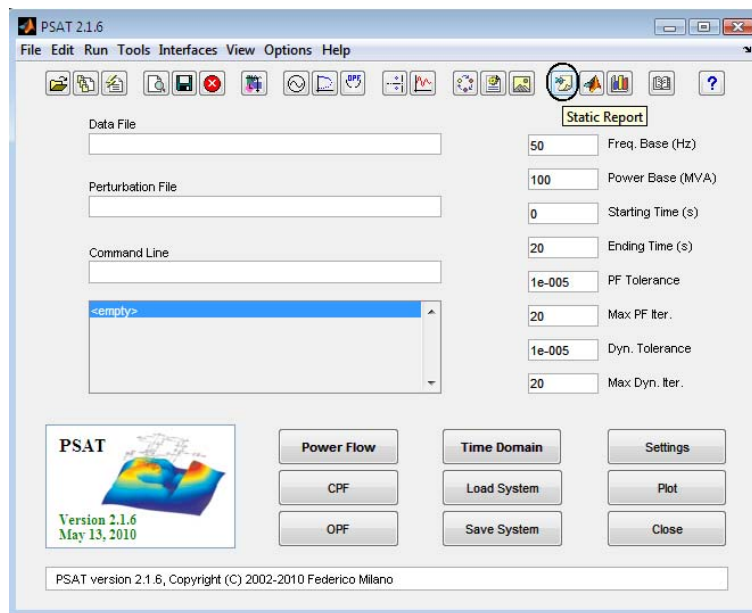 PSAT 2.1.6
File Edit Run Tools Interfaces View Options Help
OPF
?
Static Report
Data File
50 Freq. Base (Hz)
100 Power Base (MVA)
Perturbation File
0 Starting Time (s)
20 Ending Time (s)
Command Line
1e-005 PF Tolerance
<empty>
20 Max PF Iter.
1e-005 Dyn. Tolerance
20 Max Dyn. Iter.
PSAT
Version 2.1.6
May 13, 2010
Power Flow Time Domain Settings
CPF Load System Plot
OPF Save System Close
PSAT version 2.1.6, Copyright (C) 2002-2010 Federico Milano